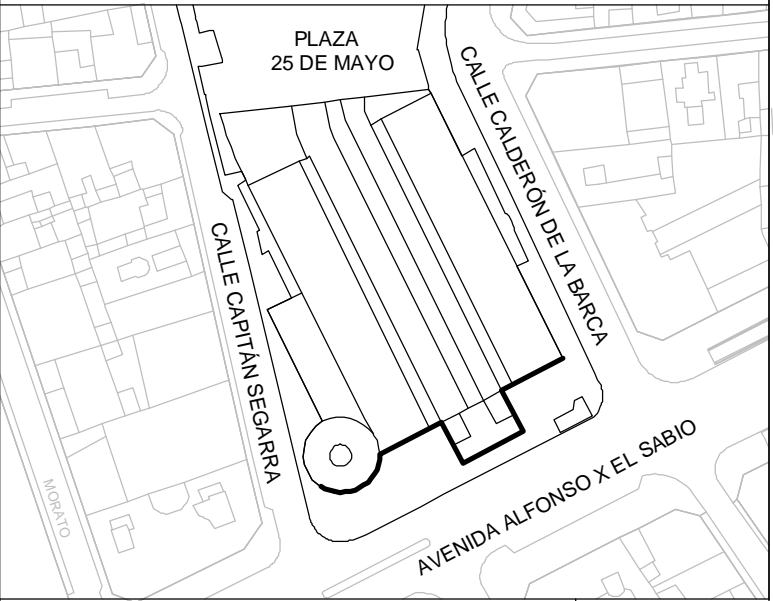 PLAZA
25 DE MAYO
CALLE CALDERÓN DE LA BARCA
CALLE CAPITÁN SEGARRA
AVENIDA ALFONSO X EL SABIO
MORATO